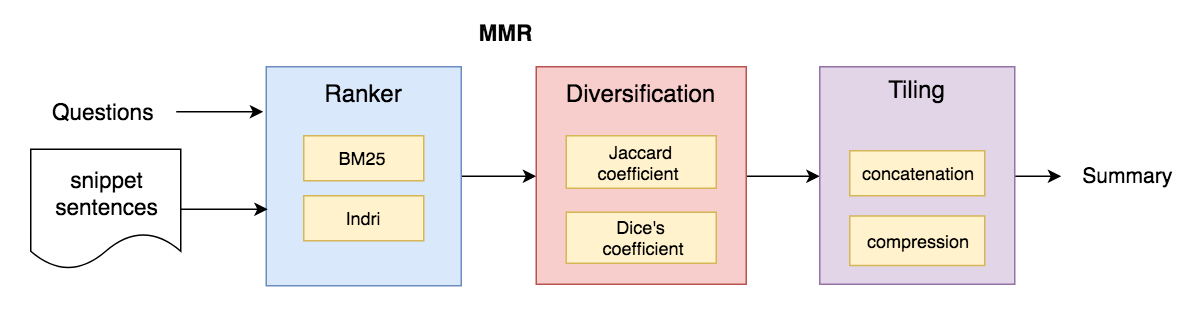 MMR
Questions
snippet
sentences
Ranker
BM25
Indri
Diversification
Jaccard
coefficient
Dice's
coefficient
Tiling
concatenation
compression
Summary